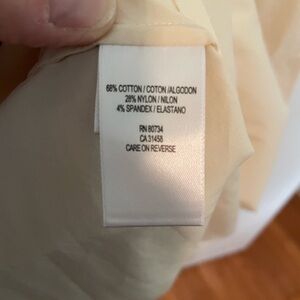 68% COTTON / COTON /ALGODON
28% NYLON / NILON
4% SPANDEX / ELASTANO
RN 80734
CA 31458
CARE ON REVERSE